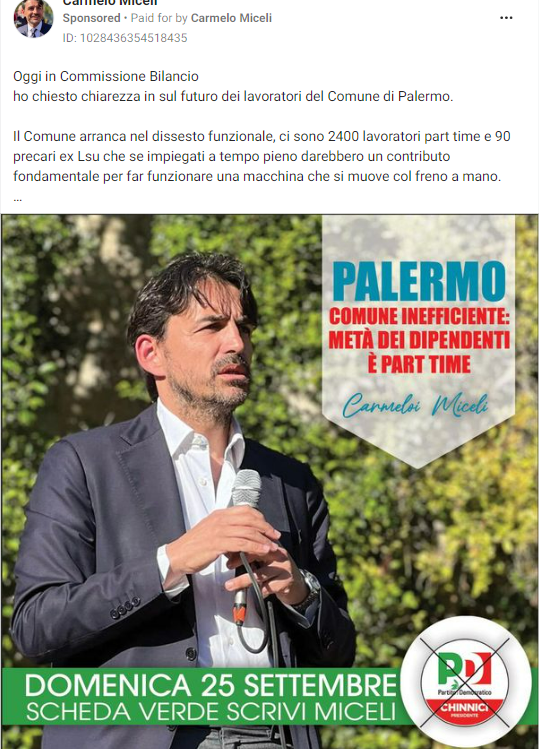 Carmelo Miceli
Sponsored • Paid for by Carmelo Miceli
ID: 1028436354518435
Oggi in Commissione Bilancio
ho chiesto chiarezza in sul futuro dei lavoratori del Comune di Palermo.
Il Comune arranca nel dissesto funzionale, ci sono 2400 lavoratori part time e 90
precari ex Lsu che se impiegati a tempo pieno darebbero un contributo
fondamentale per far funzionare una macchina che si muove col freno a mano.
...
PALERMO
COMUNE INEFFICIENTE:
METÀ DEI DIPENDENTI
È PART TIME
Carmeloi Miceli
DOMENICA 25 SETTEMBRE
SCHEDA VERDE SCRIVI MICELI
PD
Partito Democratico
CHINNICI
PRESIDENTE